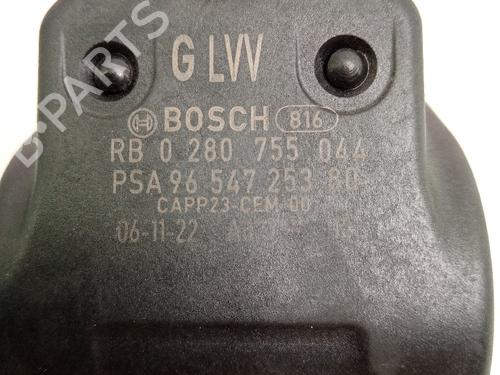 G LVV
BOSCH 816
RB 0 280 755 044
PSA 96 547 253 80
CAPP23-CEM 00
06-11-22
B-PARTS